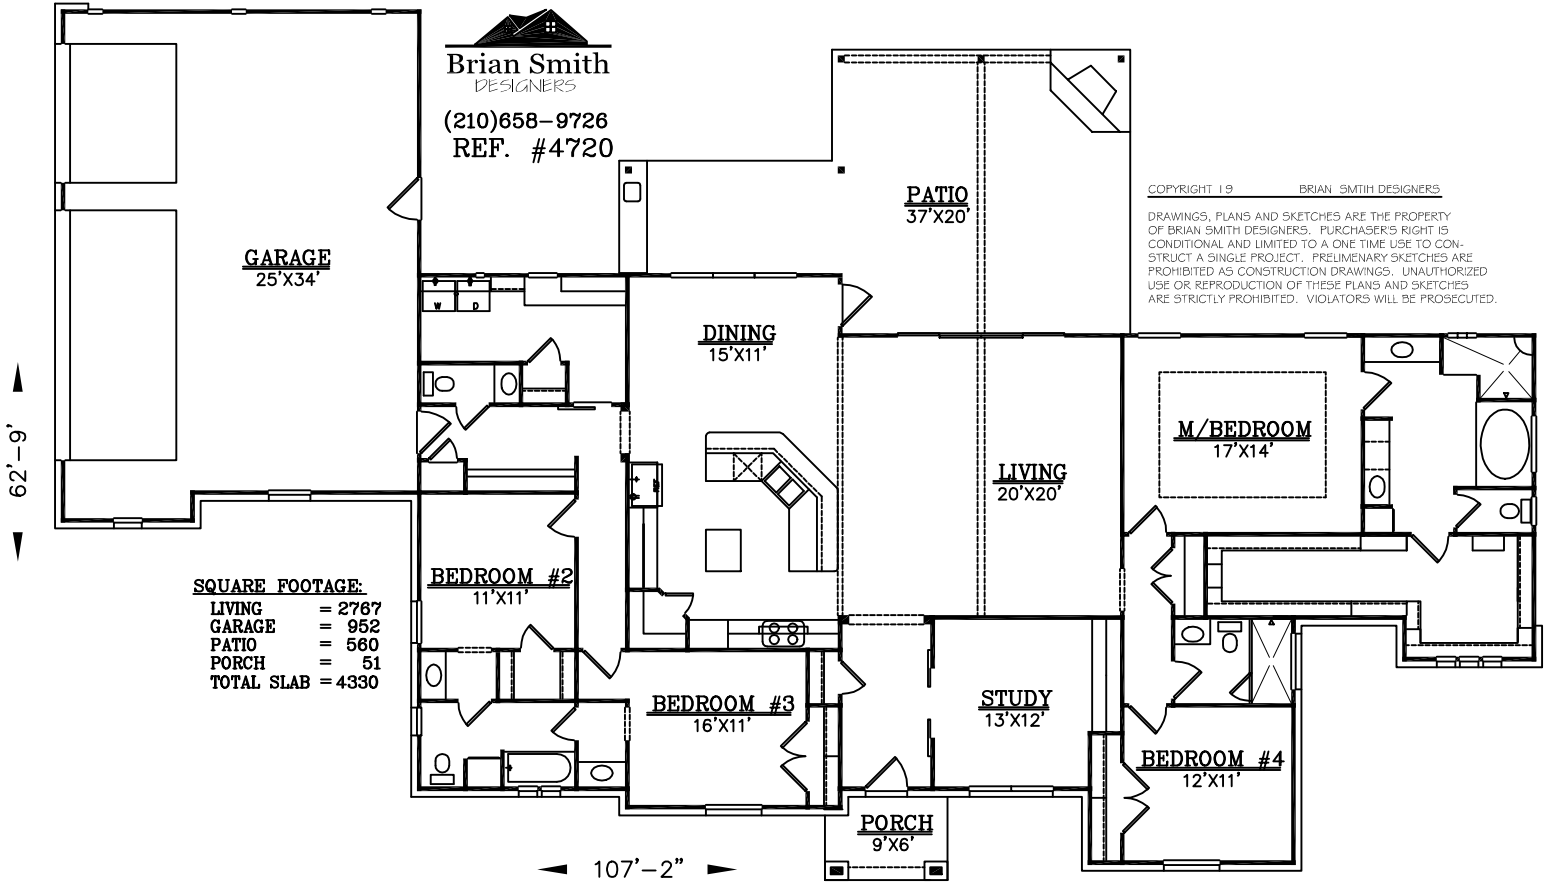 Brian Smith
DESIGNERS
(210)658-9726
REF. #4720
COPYRIGHT 19 BRIAN SMTIH DESIGNERS
DRAWINGS, PLANS AND SKETCHES ARE THE PROPERTY
OF BRIAN SMITH DESIGNERS. PURCHASER'S RIGHT IS
CONDITIONAL AND LIMITED TO A ONE TIME USE TO CON-
STRUCT A SINGLE PROJECT. PRELIMENARY SKETCHES ARE
PROHIBITED AS CONSTRUCTION DRAWINGS. UNAUTHORIZED
USE OR REPRODUCTION OF THESE PLANS AND SKETCHES
ARE STRICTLY PROHIBITED. VIOLATORS WILL BE PROSECUTED.
PATIO
37'X20'
GARAGE
25'X34'
W D
DINING
15'X11'
M/BEDROOM
17'X14'
LIVING
20'X20'
REF
62'-9'
BEDROOM #2
11'X11'
SQUARE FOOTAGE:
LIVING = 2767
GARAGE = 952
PATIO = 560
PORCH = 51
TOTAL SLAB = 4330
BEDROOM #3
16'X11'
STUDY
13'X12'
BEDROOM #4
12'X11'
PORCH
9'X6'
107'-2"